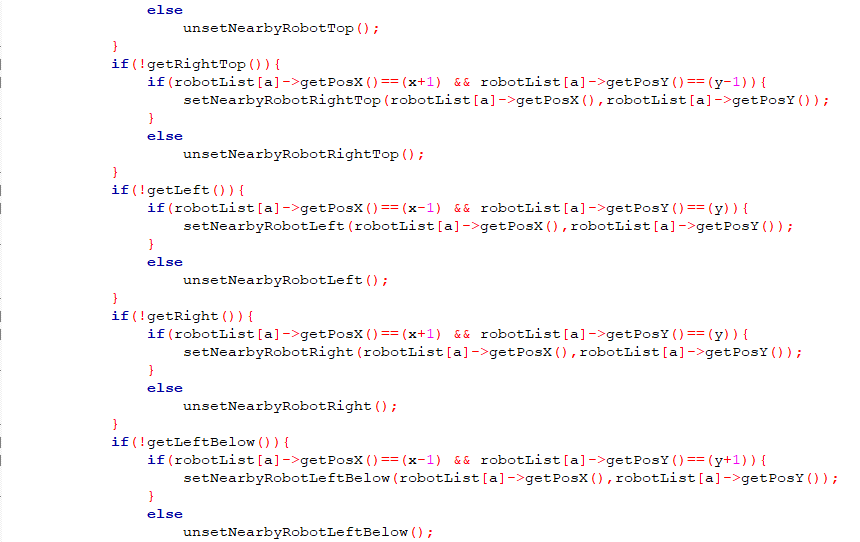 else
unsetNearbyRobotTop();
}
if(!getRightTop()){
if(robotList[a]->getPosX()==(x+1) && robotList[a]->getPosY()==(y-1)){
setNearbyRobotRightTop(robotList[a]->getPosX(),robotList[a]->getPosY());
}
else
unsetNearbyRobotRightTop();
}
if(!getLeft()){
if(robotList[a]->getPosX()==(x-1) && robotList[a]->getPosY()==(y)){
setNearbyRobotLeft(robotList[a]->getPosX(),robotList[a]->getPosY());
}
else
unsetNearbyRobotLeft();
}
if(!getRight()){
if(robotList[a]->getPosX()==(x+1) && robotList[a]->getPosY()==(y)){
setNearbyRobotRight(robotList[a]->getPosX(),robotList[a]->getPosY());
}
else
unsetNearbyRobotRight();
}
if(!getLeftBelow()){
if(robotList[a]->getPosX()==(x-1) && robotList[a]->getPosY()==(y+1)){
setNearbyRobotLeftBelow(robotList[a]->getPosX(),robotList[a]->getPosY());
}
else
unsetNearbyRobotLeftBelow();